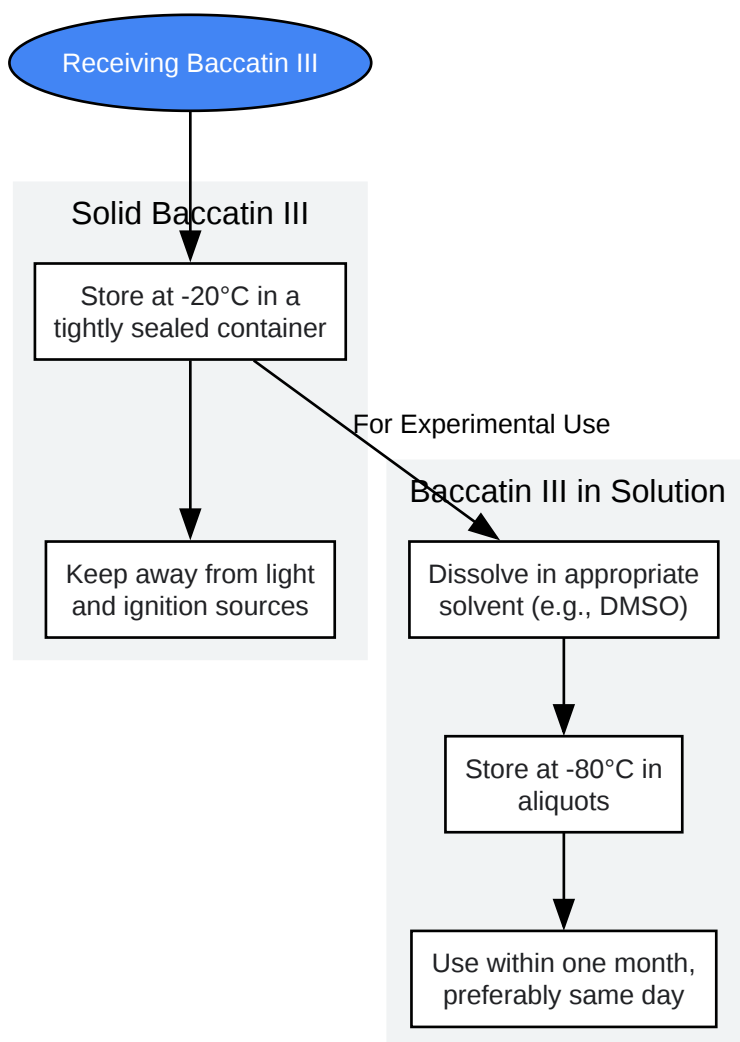 Receiving Baccatin III
Solid Baccatin III
Store at -20°C in a
tightly sealed container
For Experimental Use
Keep away from light
and ignition sources
Baccatin III in Solution
Dissolve in appropriate
solvent (e.g., DMSO)
Store at -80°C in
aliquots
Use within one month,
preferably same day